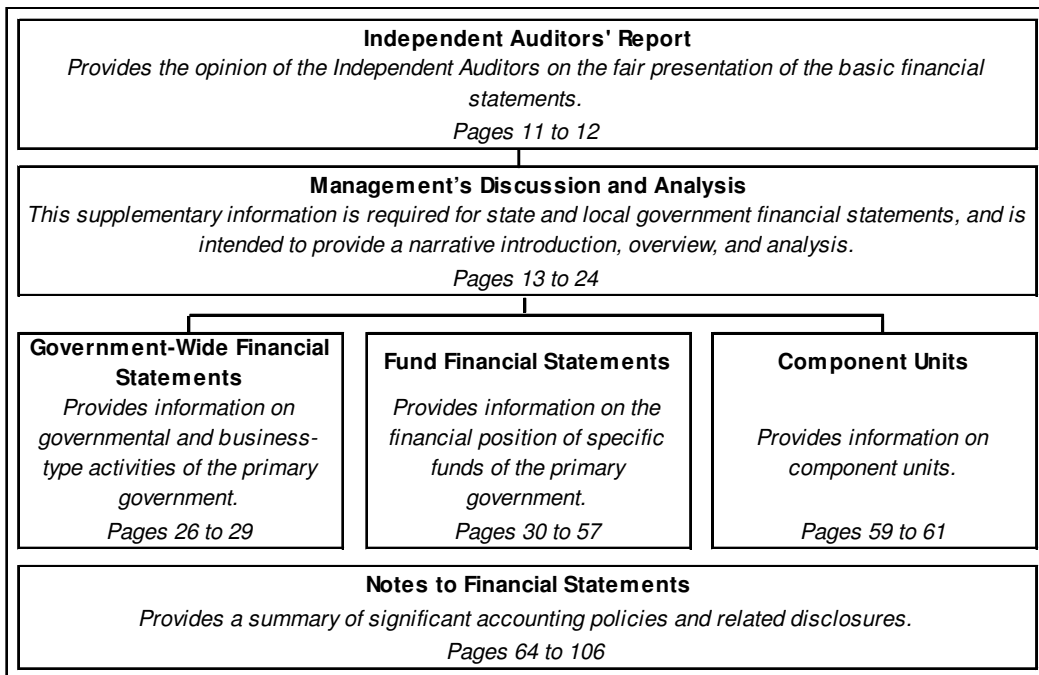 Independent Auditors' Report
Provides the opinion of the Independent Auditors on the fair presentation of the basic financial
statements.
Pages 11 to 12
Management’s Discussion and Analysis
This supplementary information is required for state and local government financial statements, and is
intended to provide a narrative introduction, overview, and analysis.
Pages 13 to 24
Government-Wide Financial
Statements
Provides information on
governmental and business-
type activities of the primary
government.
Pages 26 to 29
Fund Financial Statements
Provides information on the
financial position of specific
funds of the primary
government.
Pages 30 to 57
Component Units
Provides information on
component units.
Pages 59 to 61
Notes to Financial Statements
Provides a summary of significant accounting policies and related disclosures.
Pages 64 to 106